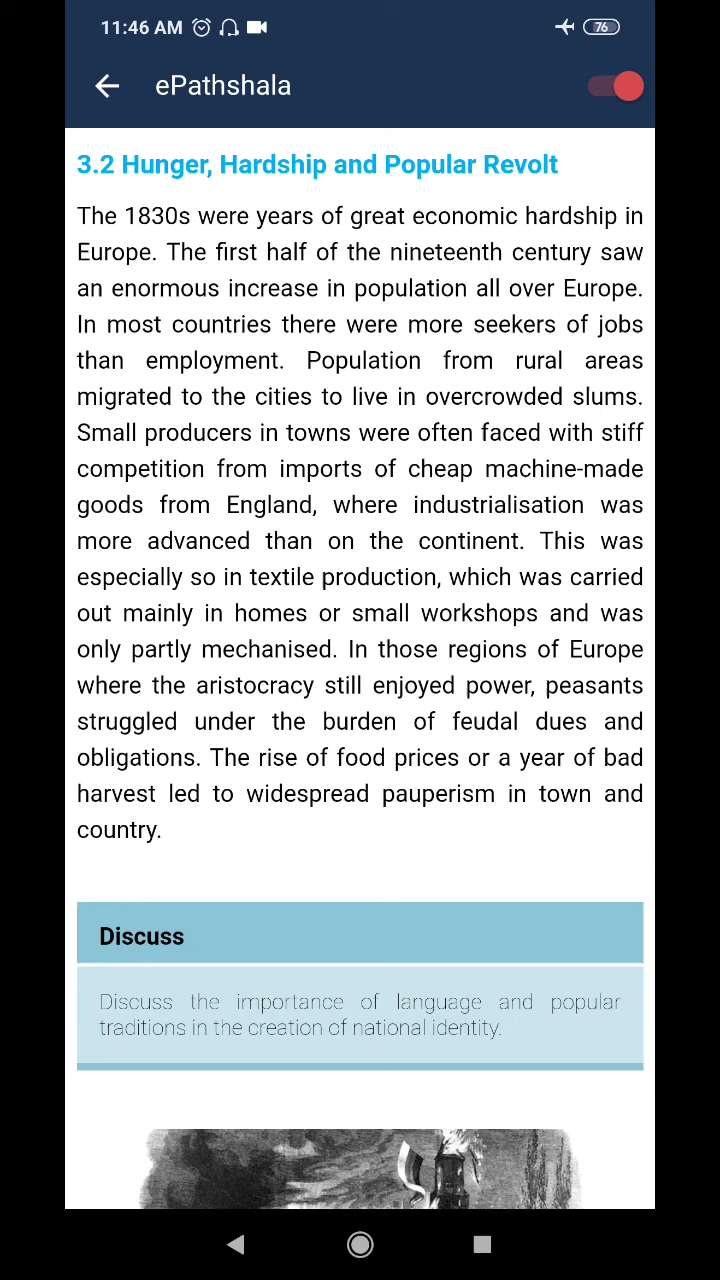 11:46 AM
76
ePathshala
3.2 Hunger, Hardship and Popular Revolt
The 1830s were years of great economic hardship in
Europe. The first half of the nineteenth century saw
an enormous increase in population all over Europe.
In most countries there were more seekers of jobs
than employment. Population from rural areas
migrated to the cities to live in overcrowded slums.
Small producers in towns were often faced with stiff
competition from imports of cheap machine-made
goods from England, where industrialisation was
more advanced than on the continent. This was
especially so in textile production, which was carried
out mainly in homes or small workshops and was
only partly mechanised. In those regions of Europe
where the aristocracy still enjoyed power, peasants
struggled under the burden of feudal dues and
obligations. The rise of food prices or a year of bad
harvest led to widespread pauperism in town and
country.
Discuss
Discuss the importance of language and popular
traditions in the creation of national identity.